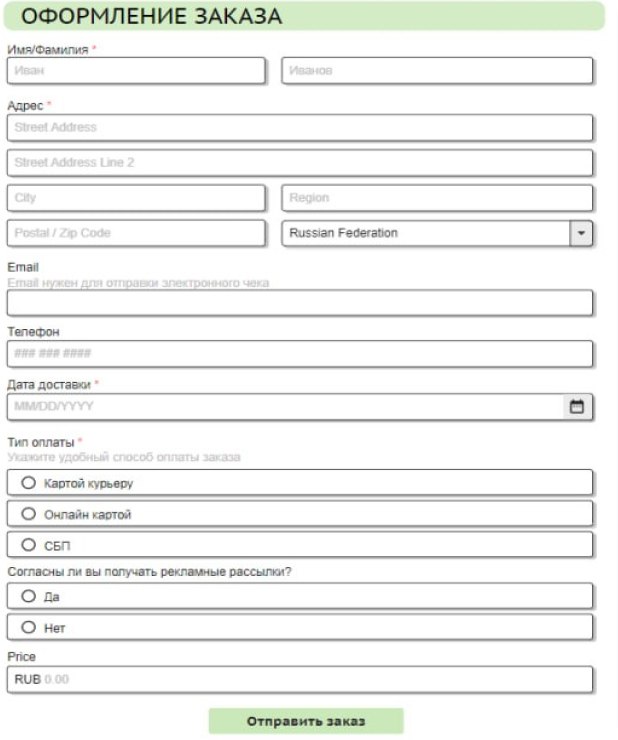 ОФОРМЛЕНИЕ ЗАКАЗА
Имя/Фамилия *
Иван Иванов
Адрес *
Street Address
Street Address Line 2
City Region
Postal / Zip Code Russian Federation
Email
Email нужен для отправки электронного чека
Телефон
### ### ####
Дата доставки *
MM/DD/YYYY
Тип оплаты *
Укажите удобный способ оплаты заказа
Картой курьеру
Онлайн картой
СБП
Согласны ли вы получать рекламные рассылки?
Да
Нет
Price
RUB 0.00
Отправить заказ